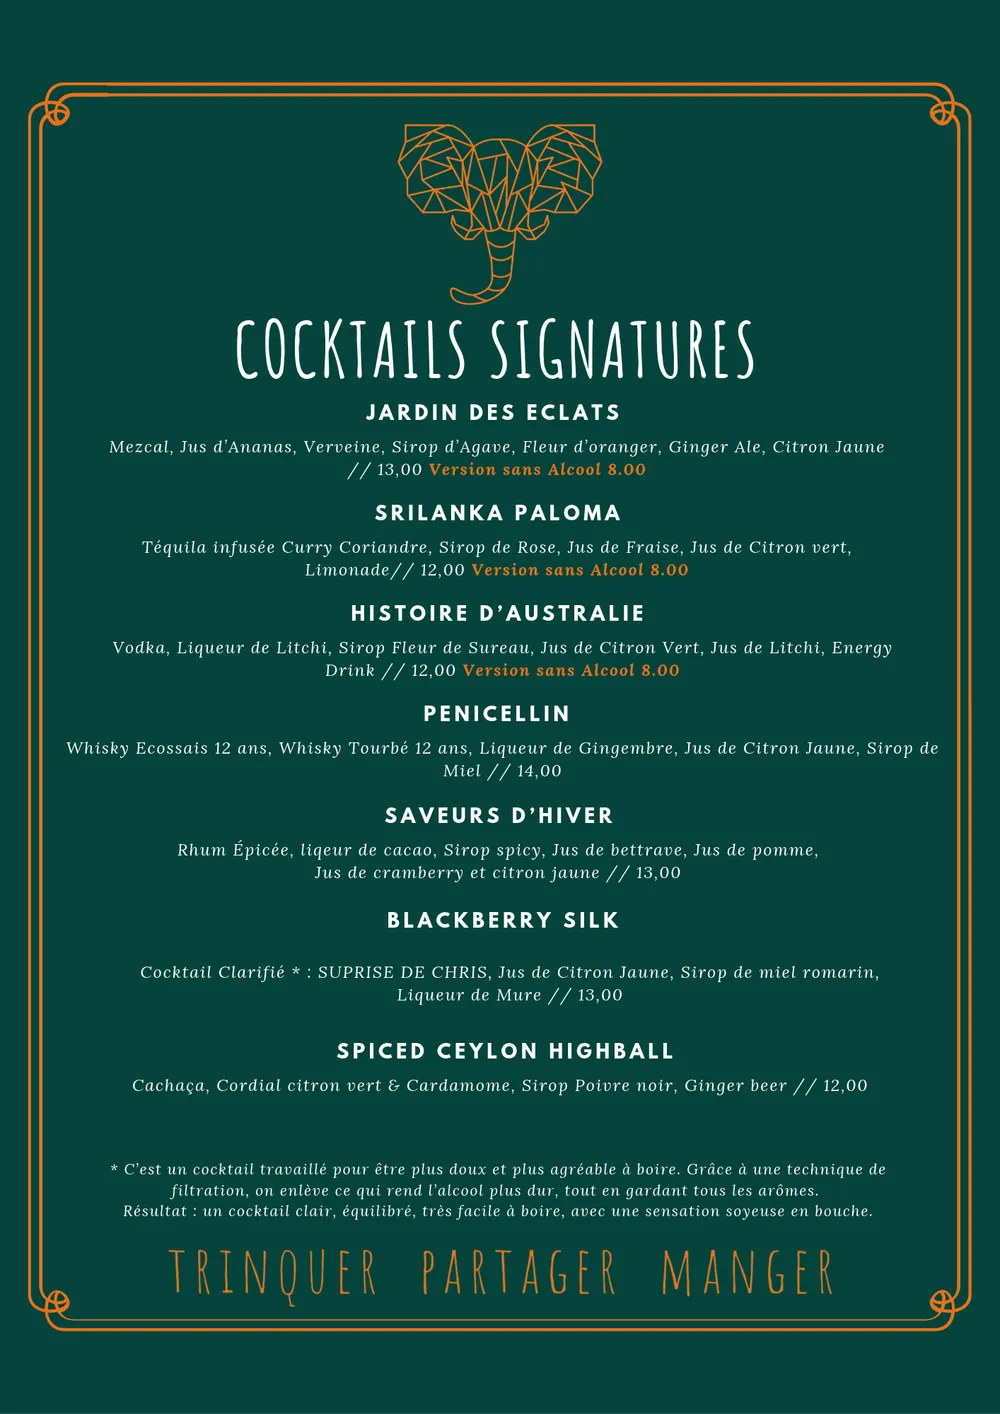 COCKTAILS SIGNATURES
JARDIN DES ECLATS
Mezcal, Jus d'Ananas, Verveine, Sirop d'Agave, Fleur d'oranger, Ginger Ale, Citron Jaune
// 13,00 Version sans Alcool 8.00
SRILANKA PALOMA
Téquila infusée Curry Coriandre, Sirop de Rose, Jus de Fraise, Jus de Citron vert,
Limonade// 12,00 Version sans Alcool 8.00
HISTOIRE D'AUSTRALIE
Vodka, Liqueur de Litchi, Sirop Fleur de Sureau, Jus de Citron Vert, Jus de Litchi, Energy
Drink // 12,00 Version sans Alcool 8.00
PENICELLIN
Whisky Ecossais 12 ans, Whisky Tourbé 12 ans, Liqueur de Gingembre, Jus de Citron Jaune, Sirop de
Miel // 14,00
SAVEURS D'HIVER
Rhum Épicée, liqeur de cacao, Sirop spicy, Jus de bettrave, Jus de pomme,
Jus de cramberry et citron jaune // 13,00
BLACKBERRY SILK
Cocktail Clarifié * : SUPRISE DE CHRIS, Jus de Citron Jaune, Sirop de miel romarin,
Liqueur de Mure // 13,00
SPICED CEYLON HIGHBALL
Cachaça, Cordial citron vert & Cardamome, Sirop Poivre noir, Ginger beer // 12,00
* C'est un cocktail travaillé pour être plus doux et plus agréable à boire. Grâce à une technique de
filtration, on enlève ce qui rend l'alcool plus dur, tout en gardant tous les arômes.
Résultat : un cocktail clair, équilibré, très facile à boire, avec une sensation soyeuse en bouche.
TRINQUER PARTAGER MANGER